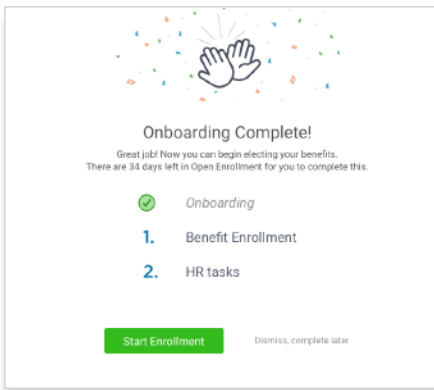 Onboarding Complete!
Great job! Now you can begin electing your benefits.
There are 34 days left in Open Enrollment for you to complete this.
Onboarding
1. Benefit Enrollment
2. HR tasks
Start Enrollment
Dismiss, complete later